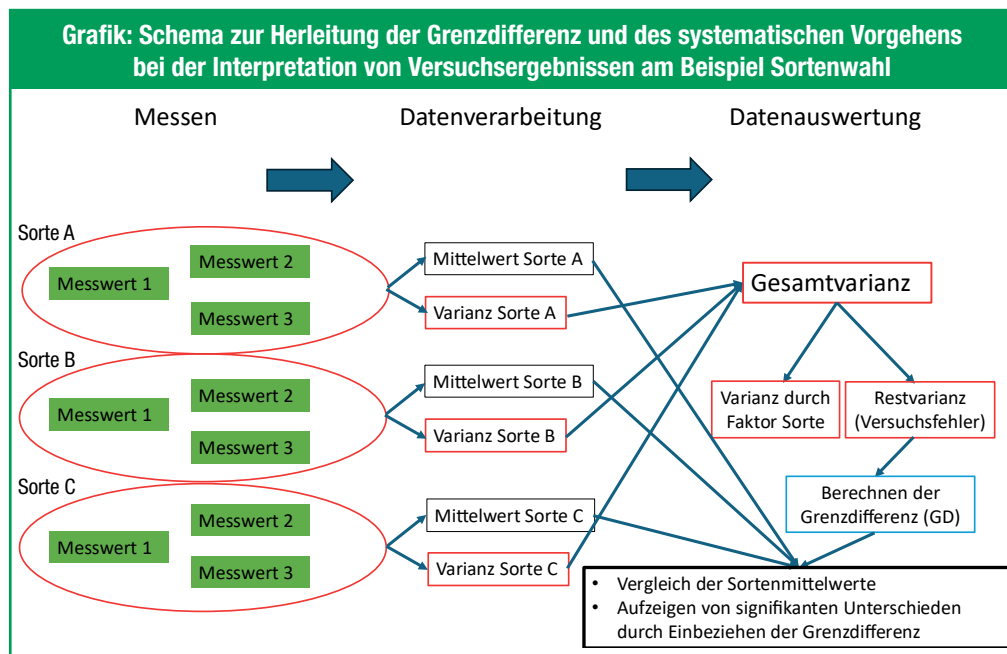 Grafik: Schema zur Herleitung der Grenzdifferenz und des systematischen Vorgehens
bei der Interpretation von Versuchsergebnissen am Beispiel Sortenwahl
Messen
Datenverarbeitung
Datenauswertung
Sorte A
Messwert 1
Messwert 2
Messwert 3
Mittelwert Sorte A
Varianz Sorte A
Sorte B
Messwert 1
Messwert 2
Messwert 3
Mittelwert Sorte B
Varianz Sorte B
Sorte C
Messwert 1
Messwert 2
Messwert 3
Mittelwert Sorte C
Varianz Sorte C
Gesamtvarianz
Varianz durch
Faktor Sorte
Restvarianz
(Versuchsfehler)
Berechnen der
Grenzdifferenz (GD)
• Vergleich der Sortenmittelwerte
• Aufzeigen von signifikanten Unterschieden
durch Einbeziehen der Grenzdifferenz